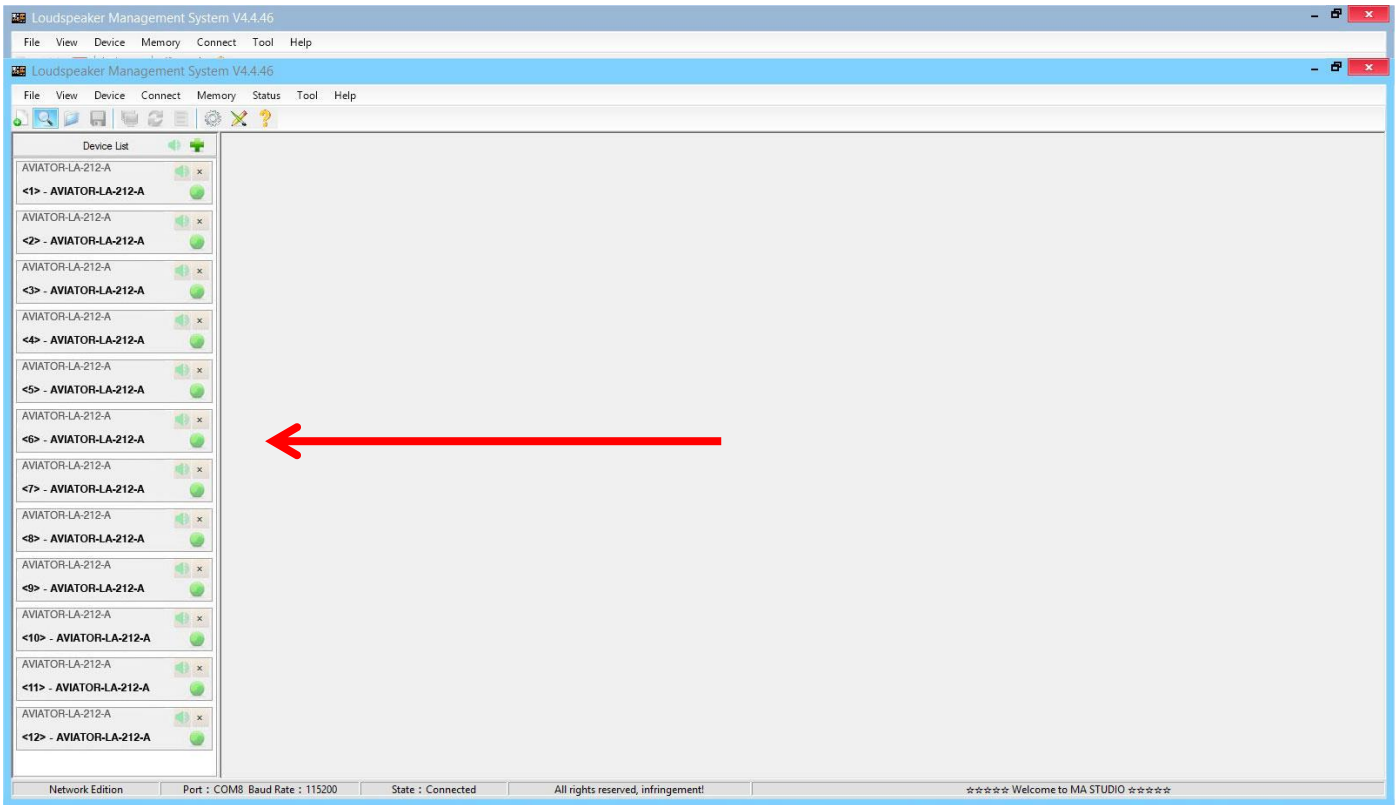 Loudspeaker Management System V4.4.46
File View Device Memory Connect Tool Help
Loudspeaker Management System V4.4.46
File View Device Connect Memory Status Tool Help
Device List
AVIATOR-LA-212-A
<1> - AVIATOR-LA-212-A
AVIATOR-LA-212-A
<2> - AVIATOR-LA-212-A
AVIATOR-LA-212-A
<3> - AVIATOR-LA-212-A
AVIATOR-LA-212-A
<4> - AVIATOR-LA-212-A
AVIATOR-LA-212-A
<5> - AVIATOR-LA-212-A
AVIATOR-LA-212-A
<6> - AVIATOR-LA-212-A
AVIATOR-LA-212-A
<7> - AVIATOR-LA-212-A
AVIATOR-LA-212-A
<8> - AVIATOR-LA-212-A
AVIATOR-LA-212-A
<9> - AVIATOR-LA-212-A
AVIATOR-LA-212-A
<10> - AVIATOR-LA-212-A
AVIATOR-LA-212-A
<11> - AVIATOR-LA-212-A
AVIATOR-LA-212-A
<12> - AVIATOR-LA-212-A
Network Edition Port : COM8 Baud Rate : 115200 State : Connected All rights reserved, infringement! ☆☆☆☆☆ Welcome to MA STUDIO ☆☆☆☆☆